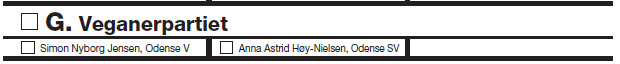 G. Veganerpartiet
Simon Nyborg Jensen, Odense V
Anna Astrid Høy-Nielsen, Odense SV